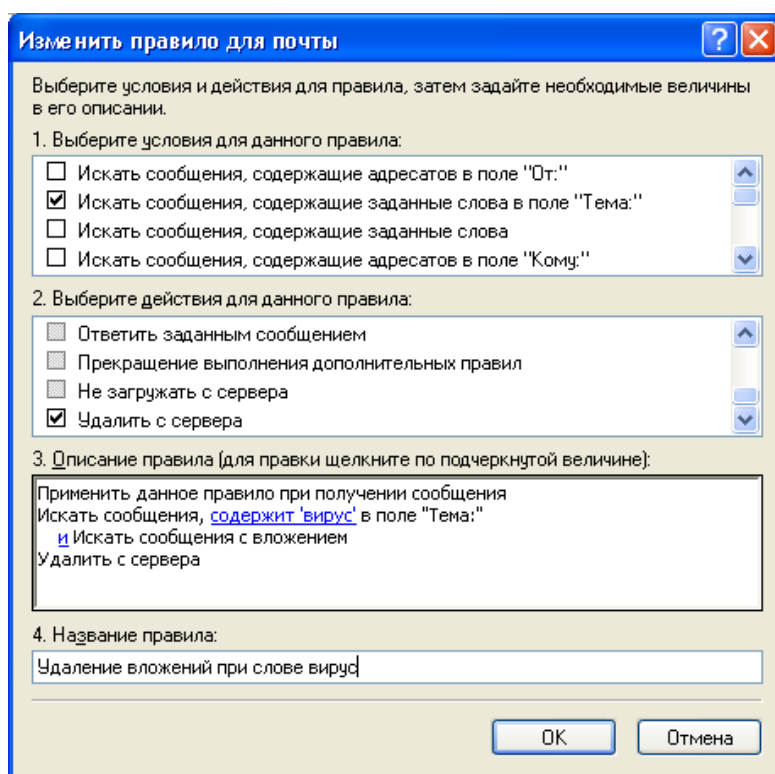 Изменить правило для почты
Выберите условия и действия для правила, затем задайте необходимые величины
в его описании.
1. Выберите условия для данного правила:
Искать сообщения, содержащие адресатов в поле "От:"
Искать сообщения, содержащие заданные слова в поле "Тема:"
Искать сообщения, содержащие заданные слова
Искать сообщения, содержащие адресатов в поле "Кому:"
2. Выберите действия для данного правила:
Ответить заданным сообщением
Прекращение выполнения дополнительных правил
Не загружать с сервера
Удалить с сервера
3. Описание правила (для правки щелкните по подчеркнутой величине):
Применить данное правило при получении сообщения
Искать сообщения, содержит 'вирус' в поле "Тема:"
и Искать сообщения с вложением
Удалить с сервера
4. Название правила:
Удаление вложений при слове вирус
OK Отмена